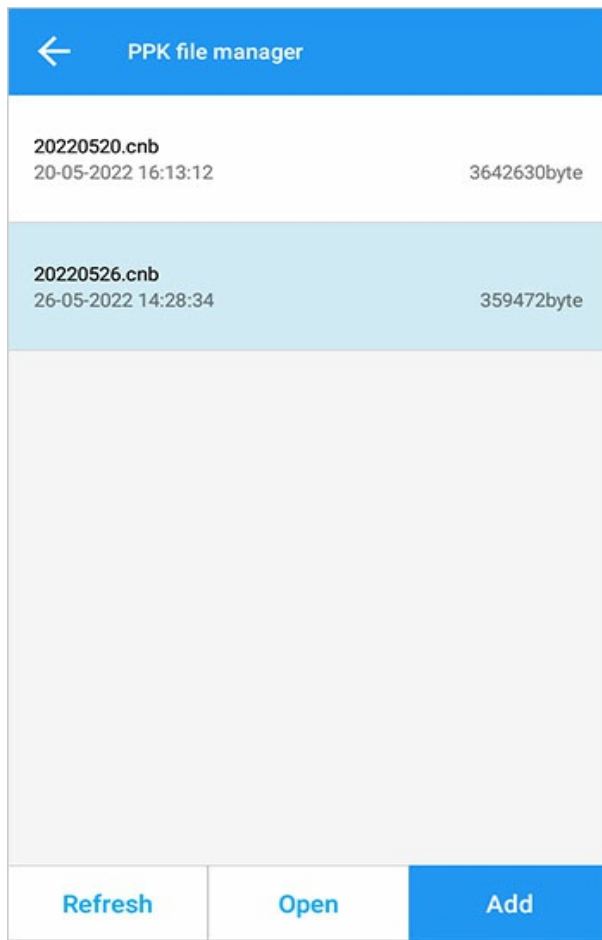 PPK file manager
20220520.cnb
20-05-2022 16:13:12 3642630byte
20220526.cnb
26-05-2022 14:28:34 359472byte
Refresh Open Add